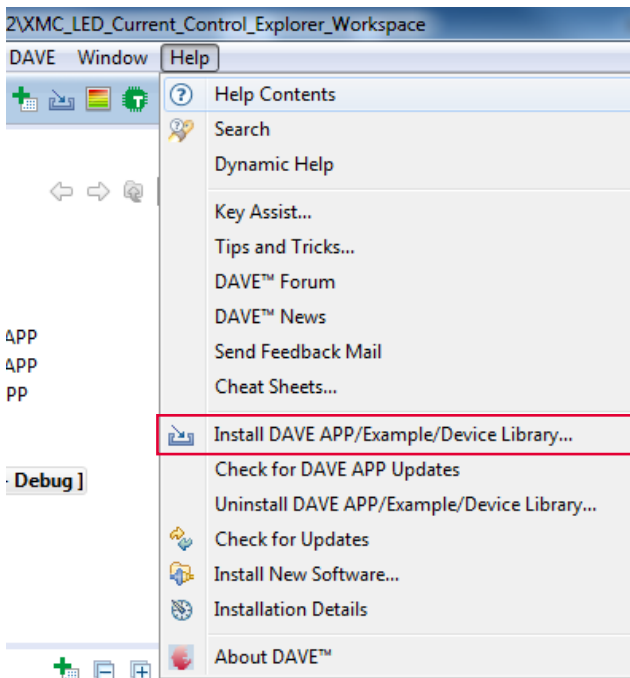 2\XMC_LED_Current_Control_Explorer_Workspace
DAVE Window Help
Help Contents
Search
Dynamic Help
Key Assist...
Tips and Tricks...
DAVE™ Forum
DAVE™ News
APP
Send Feedback Mail
APP
Cheat Sheets...
PP
Install DAVE APP/Example/Device Library...
Check for DAVE APP Updates
- Debug ]
Uninstall DAVE APP/Example/Device Library...
Check for Updates
Install New Software...
Installation Details
About DAVE™